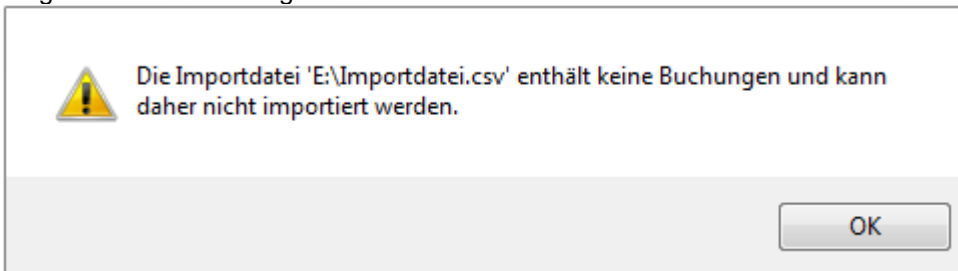 Die Importdatei 'E:\Importdatei.csv' enthält keine Buchungen und kann
daher nicht importiert werden.
OK